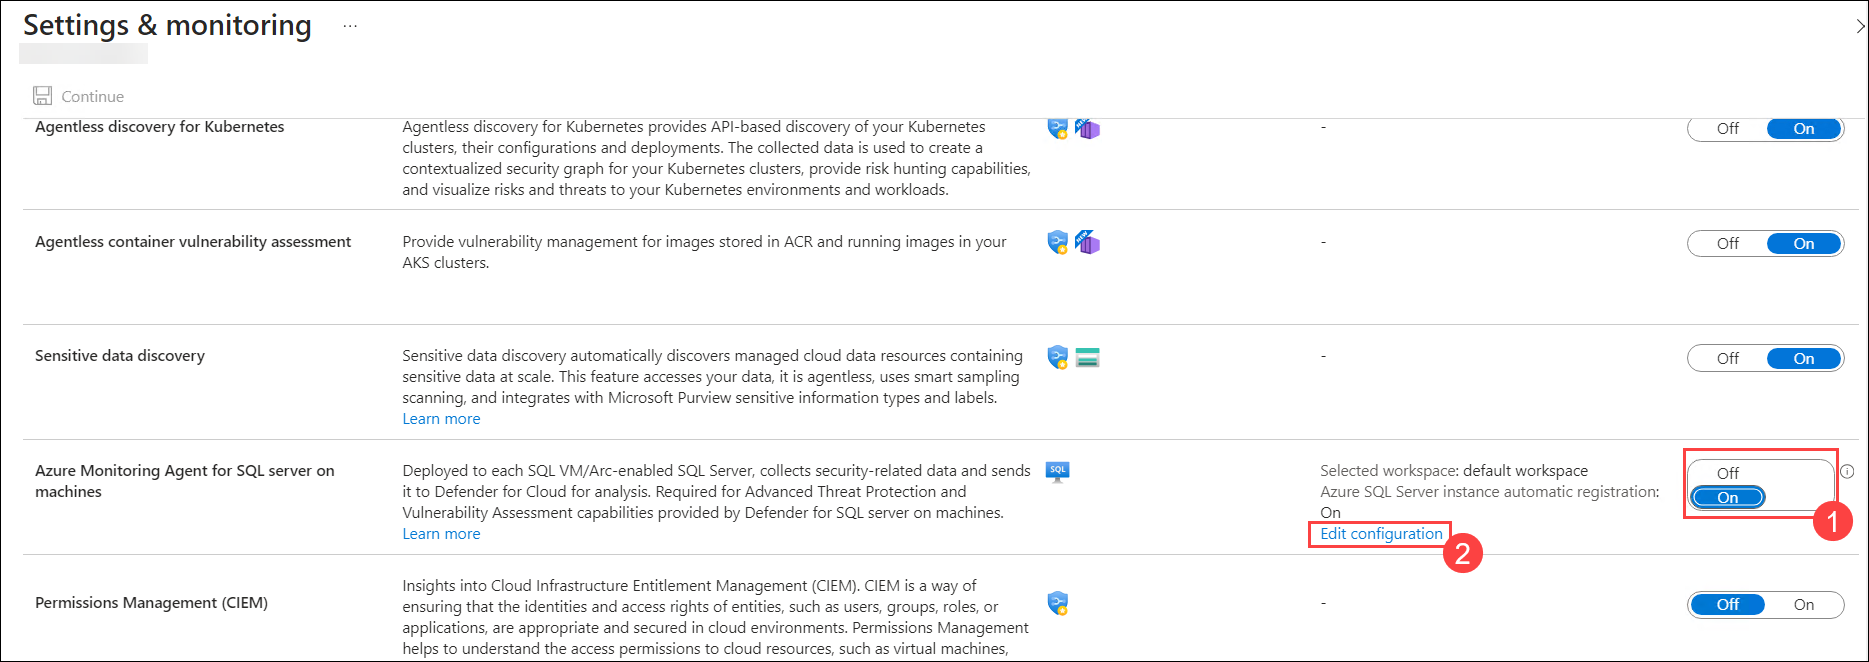 Settings & monitoring ...
Continue
Agentless discovery for Kubernetes
Agentless discovery for Kubernetes provides API-based discovery of your Kubernetes
clusters, their configurations and deployments. The collected data is used to create a
contextualized security graph for your Kubernetes clusters, provide risk hunting capabilities,
and visualize risks and threats to your Kubernetes environments and workloads.
-
Off On
Agentless container vulnerability assessment
Provide vulnerability management for images stored in ACR and running images in your
AKS clusters.
-
Off On
Sensitive data discovery
Sensitive data discovery automatically discovers managed cloud data resources containing
sensitive data at scale. This feature accesses your data, it is agentless, uses smart sampling
scanning, and integrates with Microsoft Purview sensitive information types and labels.
Learn more
-
Off On
Azure Monitoring Agent for SQL server on
machines
Deployed to each SQL VM/Arc-enabled SQL Server, collects security-related data and sends
it to Defender for Cloud for analysis. Required for Advanced Threat Protection and
Vulnerability Assessment capabilities provided by Defender for SQL server on machines.
Learn more
SQL
Selected workspace: default workspace
Azure SQL Server instance automatic registration:
On
Edit configuration
2
Off
On
1
Permissions Management (CIEM)
Insights into Cloud Infrastructure Entitlement Management (CIEM). CIEM is a way of
ensuring that the identities and access rights of entities, such as users, groups, roles, or
applications, are appropriate and secured in cloud environments. Permissions Management
helps to understand the access permissions to cloud resources, such as virtual machines,
-
Off On